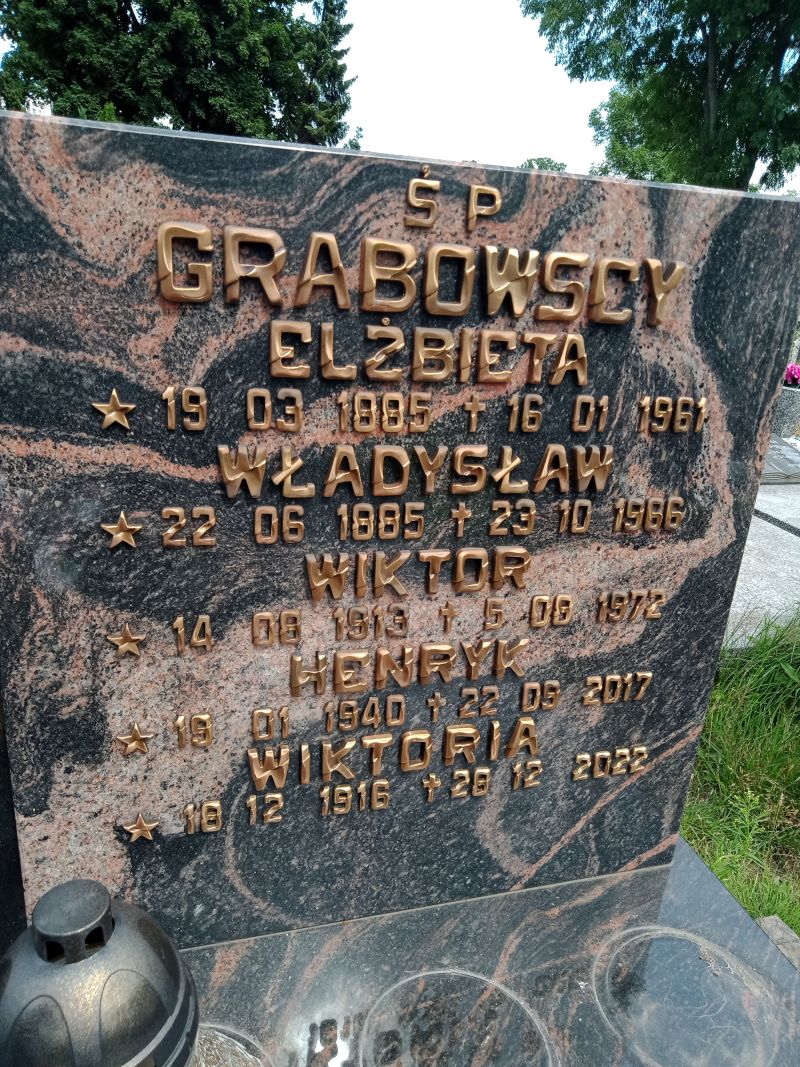 Ś P
GRABOWSCY
ELŻBIETA
19 03 1885 16 01 1961
WŁADYSŁAW
22 06 1885 23 10 1966
WIKTOR
14 08 1913 5 08 1972
HENRYK
19 01 1940 22 09 2017
WIKTORIA
18 12 1916 28 12 2022